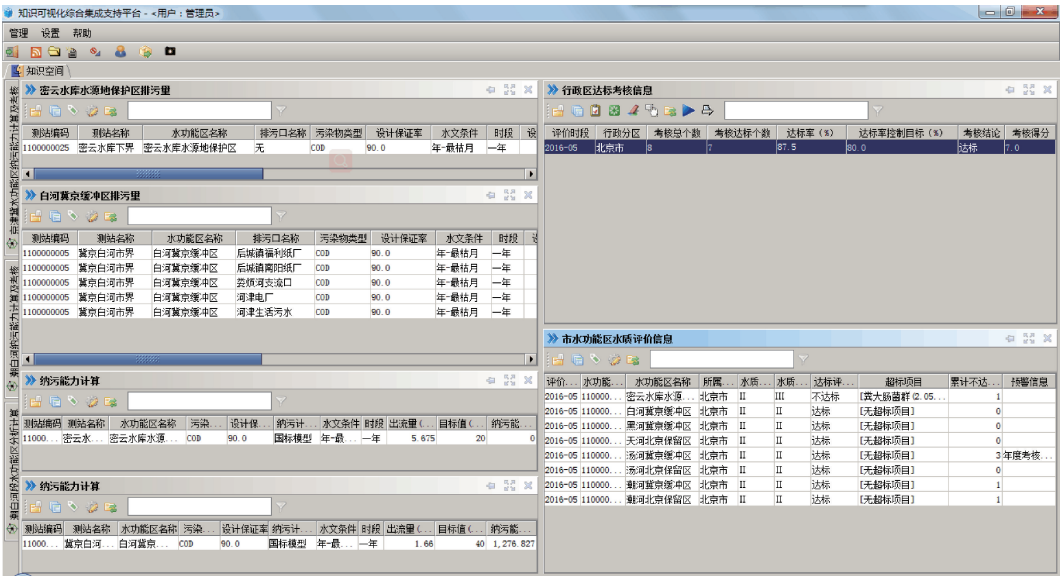 知识可视化综合集成支持平台 - <用户：管理员>
管理 设置 帮助
知识空间
密云水库水源地保护区排污量
测站编码 测站名称 水功能区名称 排污口名称 污染物类型 设计保证率 水文条件 时段 设
1100000025 密云水库下界 密云水库水源地保护区 无 COD 90.0 年-最枯月 一年
白河冀京缓冲区排污里
测站编码 测站名称 水功能区名称 排污口名称 污染物类型 设计保证率 水文条件 时段
1100000005 冀京白河市界 白河冀京缓冲区 后城镇福利纸厂 COD 90.0 年-最枯月 一年
1100000005 冀京白河市界 白河冀京缓冲区 后城镇南阳纸厂 COD 90.0 年-最枯月 一年
1100000005 冀京白河市界 白河冀京缓冲区 COD 90.0 年-最枯月 一年
1100000005 冀京白河市界 白河冀京缓冲区 河津电厂 COD 90.0 年-最枯月 一年
1100000005 冀京白河市界 白河冀京缓冲区 河津生活污水 COD 90.0 年-最枯月 一年
纳污能力计算
测站编码 测站名称 水功能区名称 污染... 设计保... 纳污计... 水文条件 时段 出流量(... 目标值(... 纳污能...
11000... 密云水... 密云水库水源... COD 90.0 国标模型 年-最... 一年 5.675 20 0
纳污能力计算
测站编码 测站名称 水功能区名称 污染... 设计保证率 纳污计... 水文条件 时段 出流量(... 目标值(... 纳污能...
11000... 冀京白河... 白河冀京... COD 90.0 国标模型 年-最... 一年 1.66 40 1,276.827
行政区达标考核信息
评价时段 行政分区 考核总个数 考核达标个数 达标率（%） 达标率控制目标（%） 考核结论 考核得分
2016-05 北京市 8 7 87.5 80.0 达标 7.0
市水功能区水质评价信息
评价... 水功能... 水功能区名称 所属... 水质... 水质... 达标评... 超标项目 累计不达... 预警信息
2016-05 110000... 密云水库水源... 北京市 II III 不达标 [粪大肠菌群(2.05... 1
2016-05 110000... 白河冀京缓冲区 北京市 II II 达标 [无超标项目] 0
2016-05 110000... 黑河冀京缓冲区 北京市 II II 达标 [无超标项目] 0
2016-05 110000... 天河北京保留区 北京市 II II 达标 [无超标项目] 0
2016-05 110000... 汤河冀京缓冲区 北京市 II II 达标 [无超标项目] 3 年度考核...
2016-05 110000... 汤河北京保留区 北京市 II II 达标 [无超标项目] 0
2016-05 110000... 潮河冀京缓冲区 北京市 II II 达标 [无超标项目] 1
2016-05 110000... 潮河北京保留区 北京市 II II 达标 [无超标项目] 1